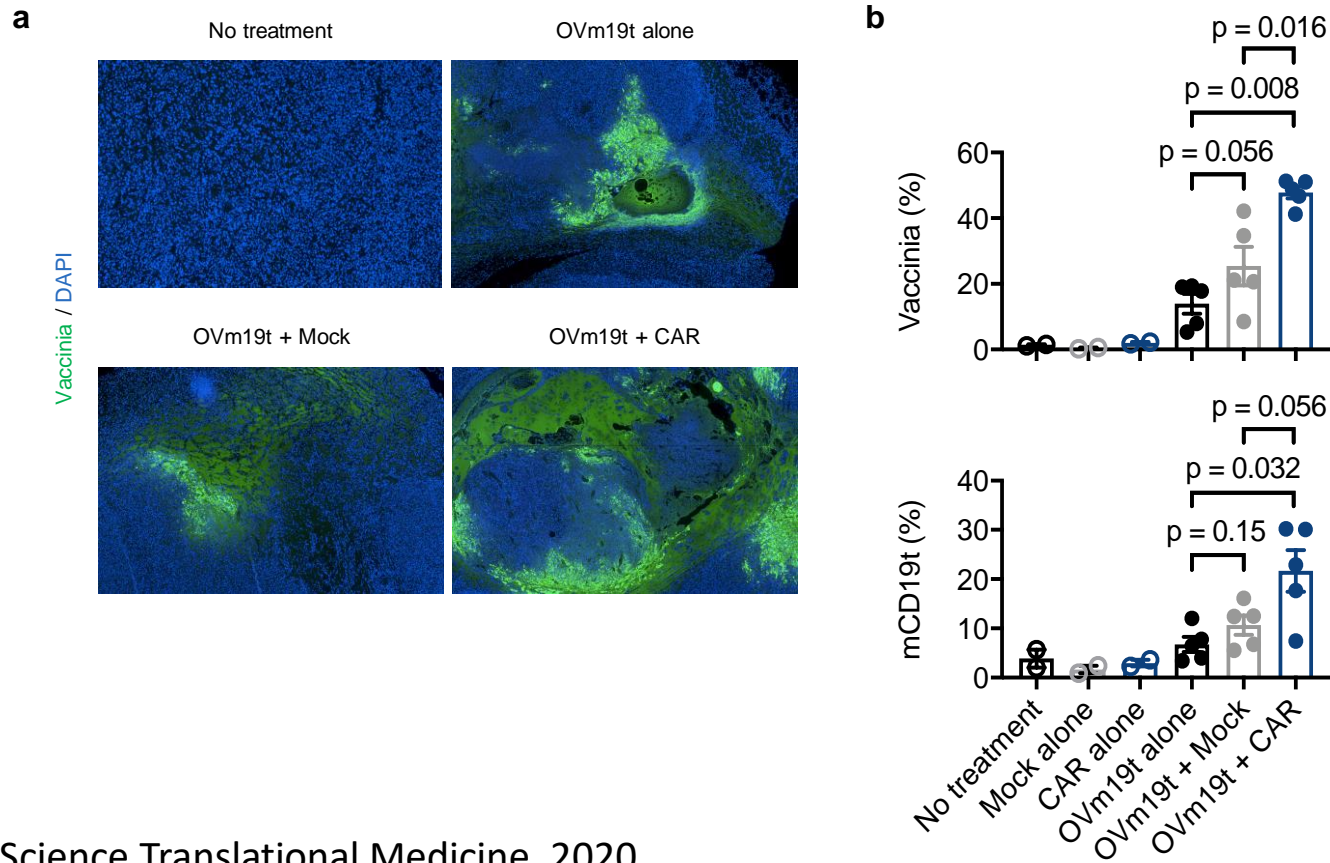 a
No treatment
OVm19t alone
Vaccinia / DAPI
OVm19t + Mock
OVm19t + CAR
b
p = 0.016
p = 0.008
p = 0.056
Vaccinia (%)
60
40
20
0
p = 0.056
p = 0.032
p = 0.15
mCD19t (%)
40
30
20
10
0
No treatment
Mock alone
CAR alone
OVm19t alone
OVm19t + Mock
OVm19t + CAR
Science Translational Medicine, 2020